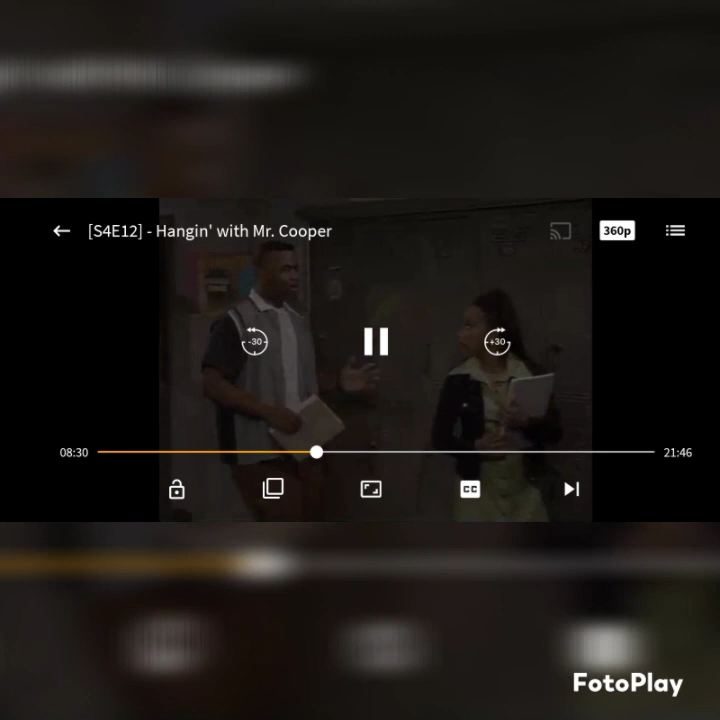 [S4E12] - Hangin' with Mr. Cooper
360p
-30
+30
08:30
21:46
CC
FotoPlay